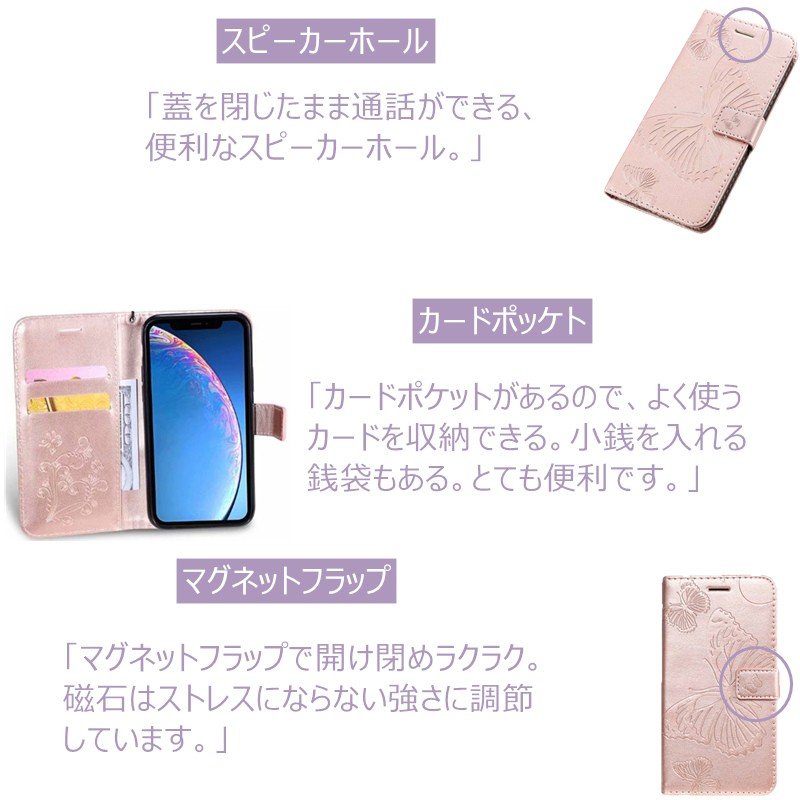 スピーカーホール
「蓋を閉じたまま通話ができる、
便利なスピーカーホール。」
カードポッケト
「カードポケットがあるので、よく使う
カードを収納できる。小銭を入れる
銭袋もある。とても便利です。」
マグネットフラップ
「マグネットフラップで開け閉めラクラク。
磁石はストレスにならない強さに調節
しています。」